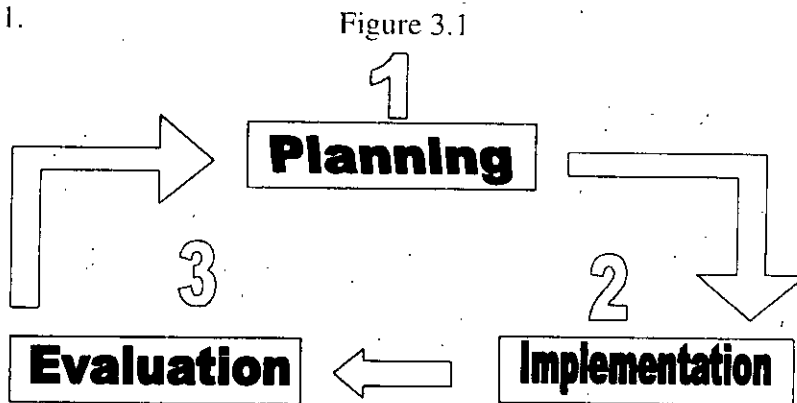 1.
Figure 3.1
1
Planning
3
2
Evaluation
Implementation